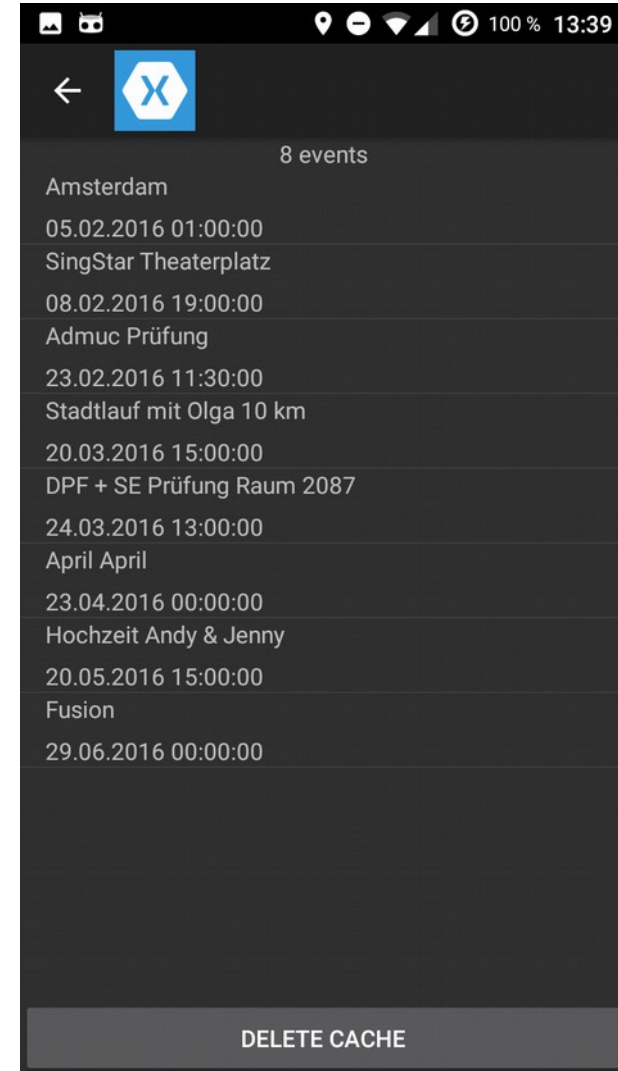 100 % 13:39
8 events
Amsterdam
05.02.2016 01:00:00
SingStar Theaterplatz
08.02.2016 19:00:00
Admuc Prüfung
23.02.2016 11:30:00
Stadtlauf mit Olga 10 km
20.03.2016 15:00:00
DPF + SE Prüfung Raum 2087
24.03.2016 13:00:00
April April
23.04.2016 00:00:00
Hochzeit Andy & Jenny
20.05.2016 15:00:00
Fusion
29.06.2016 00:00:00
DELETE CACHE